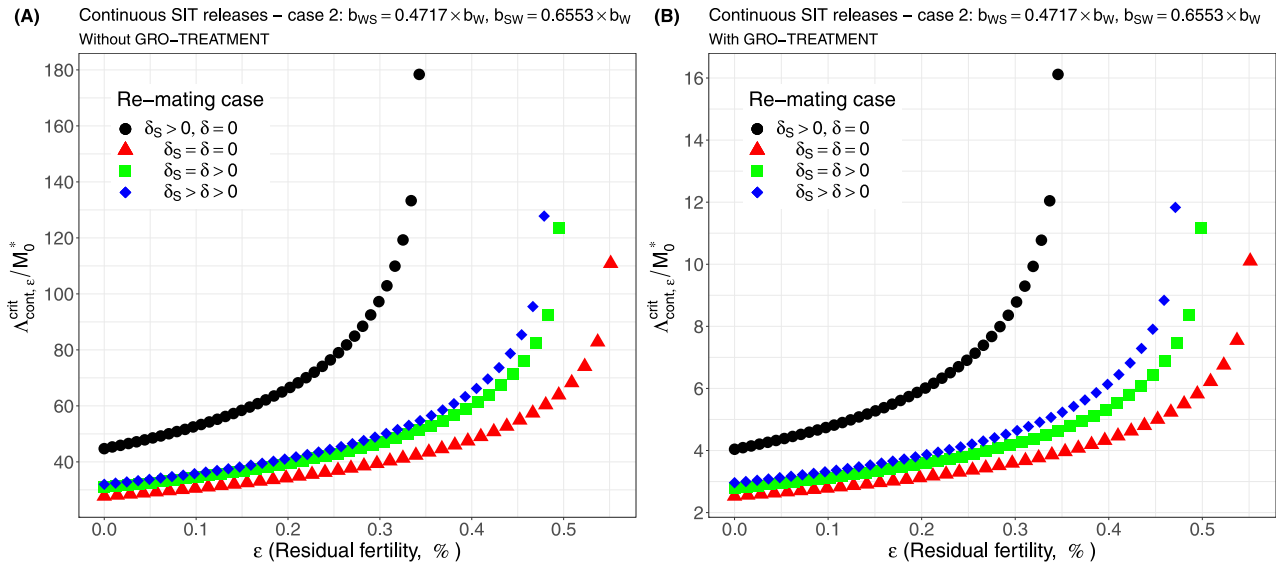 (A) Continuous SIT releases – case 2: b_WS = 0.4717 × b_W, b_SW = 0.6553 × b_W
Without GRO−TREATMENT
Re−mating case
δ_S > 0, δ = 0
δ_S = δ = 0
δ_S = δ > 0
δ_S > δ > 0
180
160
140
120
100
80
60
40
Λ^crit_cont, ε / M*_0
0.0 0.1 0.2 0.3 0.4 0.5
ε (Residual fertility, % )
(B) Continuous SIT releases – case 2: b_WS = 0.4717 × b_W, b_SW = 0.6553 × b_W
With GRO−TREATMENT
Re−mating case
δ_S > 0, δ = 0
δ_S = δ = 0
δ_S = δ > 0
δ_S > δ > 0
16
14
12
10
8
6
4
2
Λ^crit_cont, ε / M*_0
0.0 0.1 0.2 0.3 0.4 0.5
ε (Residual fertility, % )